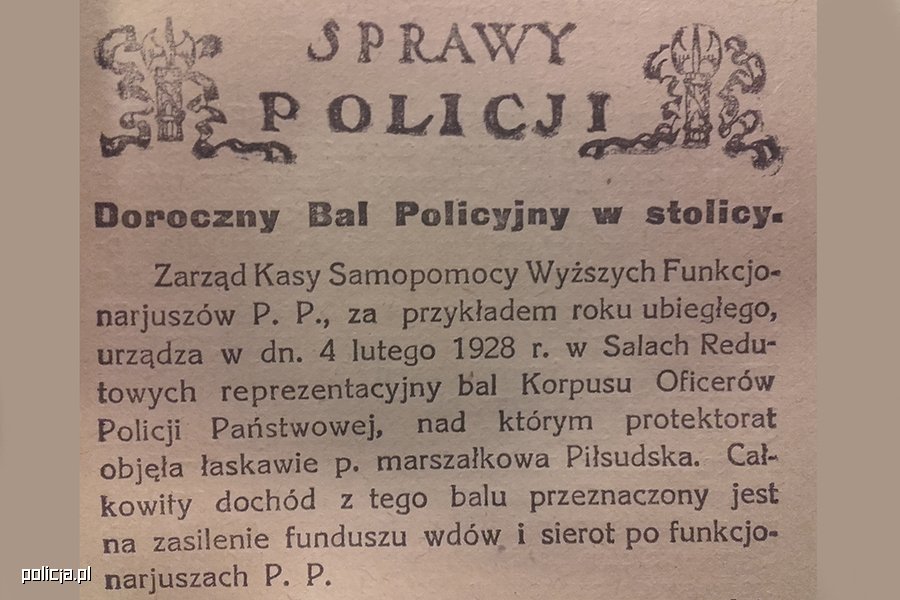 SPRAWY
POLICJI
Doroczny Bal Policyjny w stolicy.
Zarząd Kasy Samopomocy Wyższych Funkcjo-
narjuszów P. P., za przykładem roku ubiegłego,
urządza w dn. 4 lutego 1928 r. w Salach Redu-
towych reprezentacyjny bal Korpusu Oficerów
Policji Państwowej, nad którym protektorat
objęła łaskawie p. marszałkowa Piłsudska. Cał-
kowity dochód z tego balu przeznaczony jest
na zasilenie funduszu wdów i sierot po funkcjo-
narjuszach P. P.
policja.pl